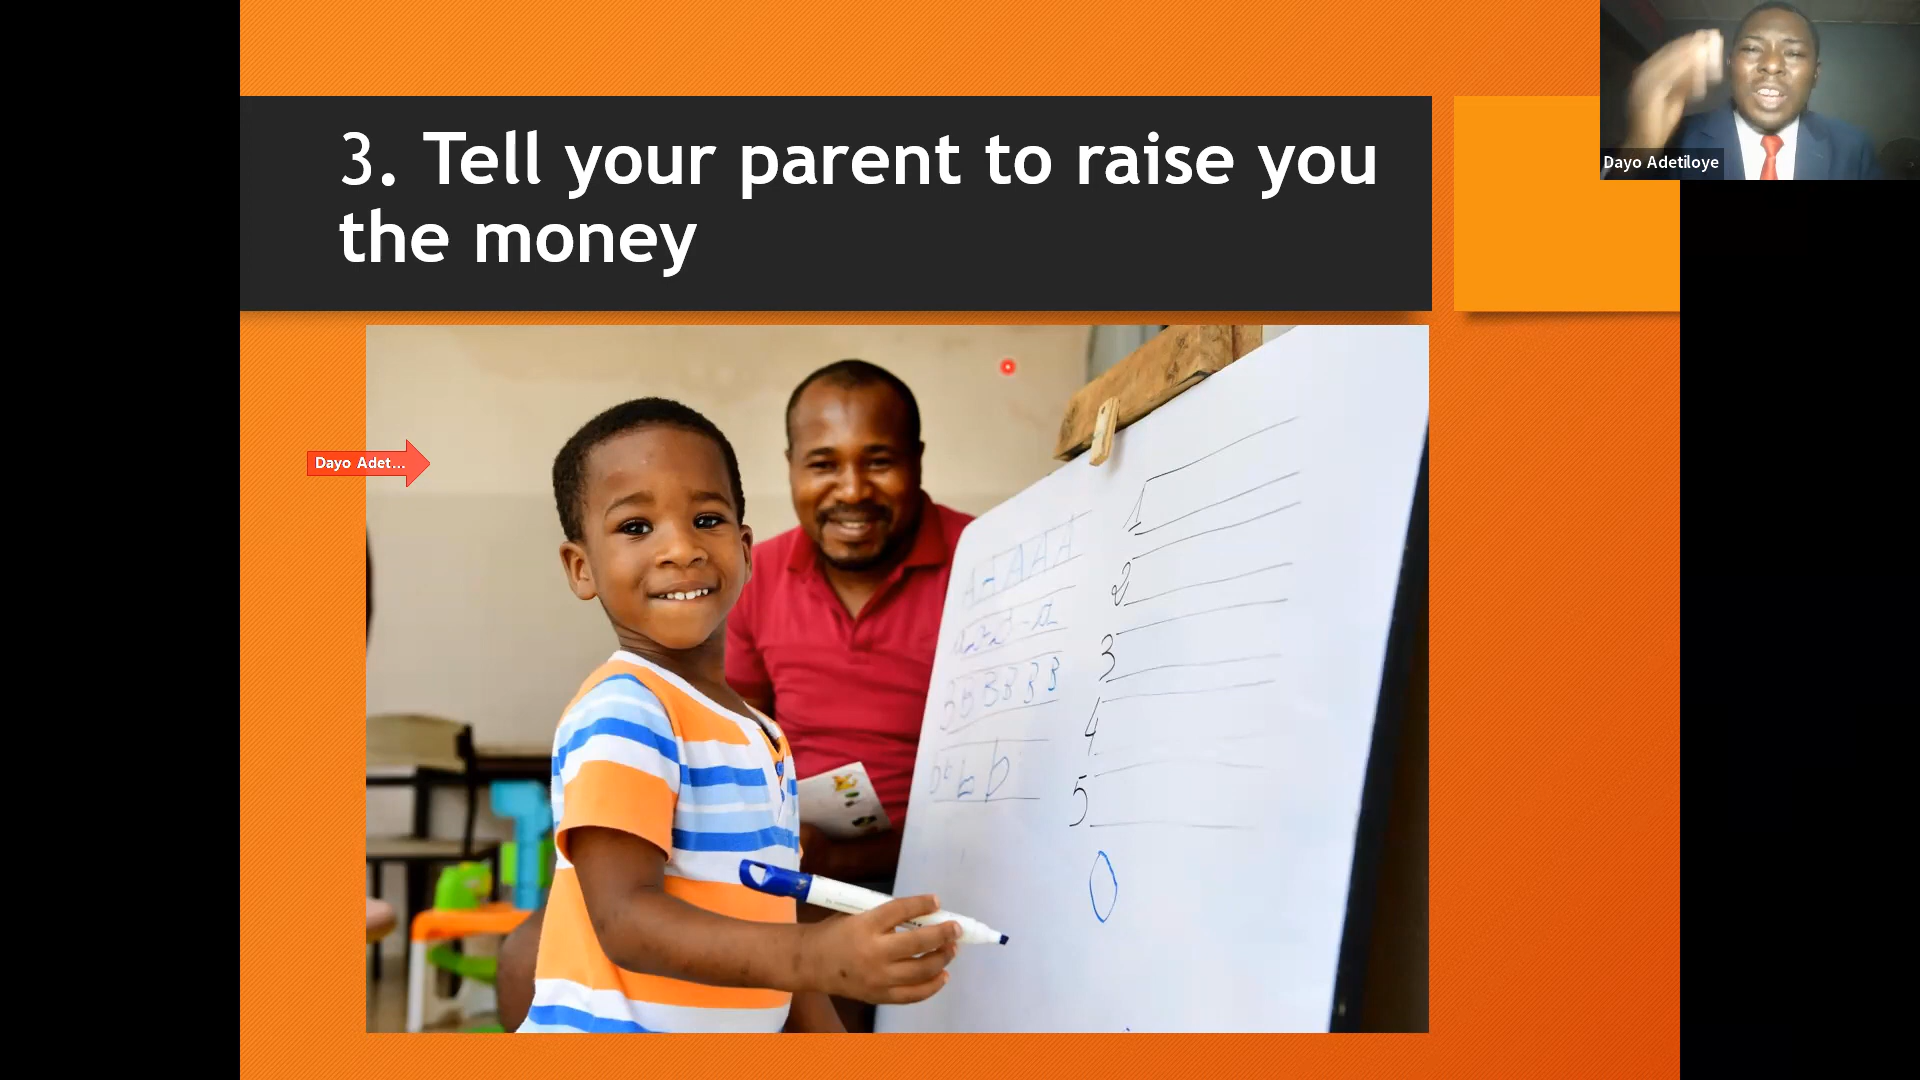 3. Tell your parent to raise you
the money
Dayo Adetiloye
Dayo Adet...
A A A A A
B B B B B B
1
2
3
4
5
0